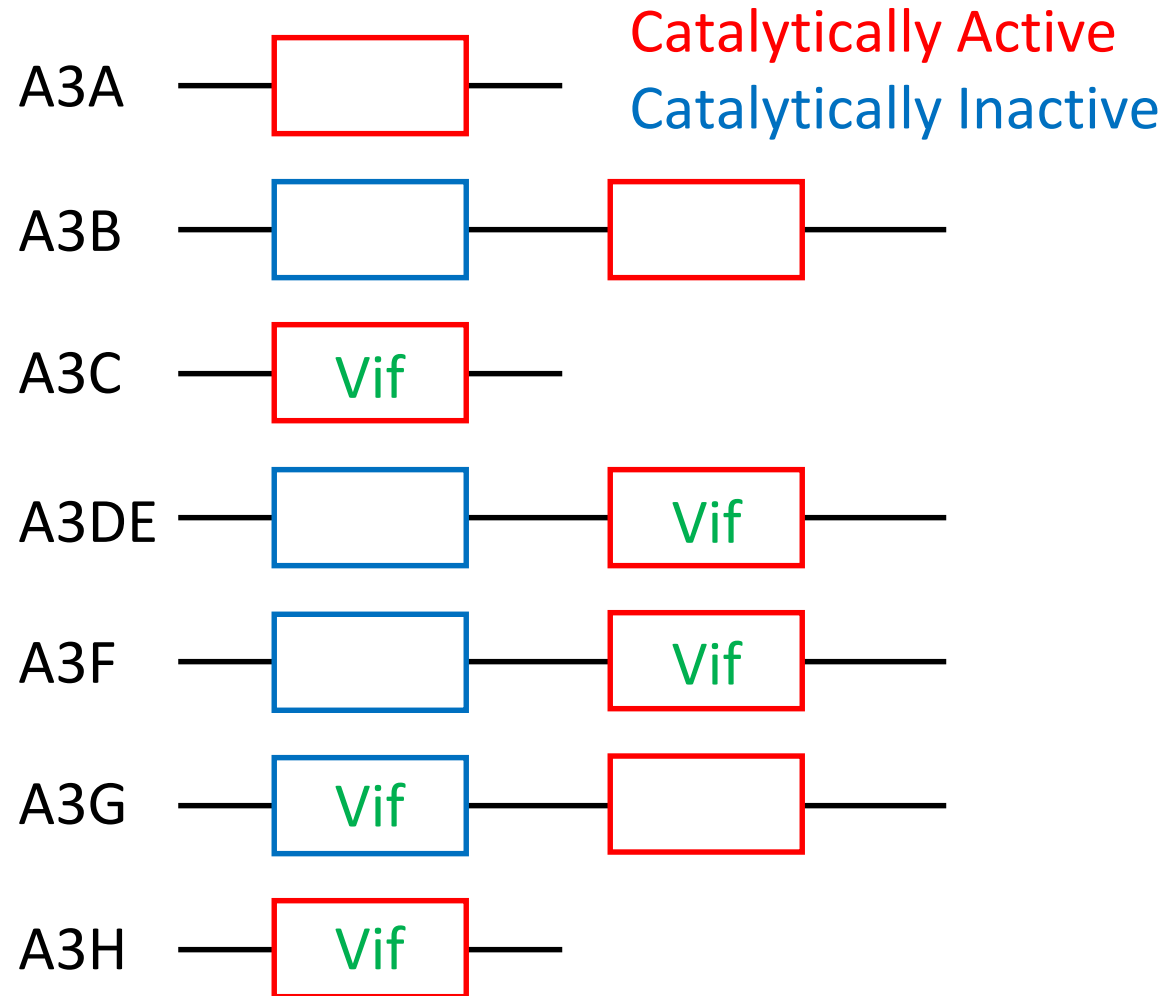 Catalytically Active
Catalytically Inactive
A3A
A3B
A3C Vif
A3DE Vif
A3F Vif
A3G Vif
A3H Vif